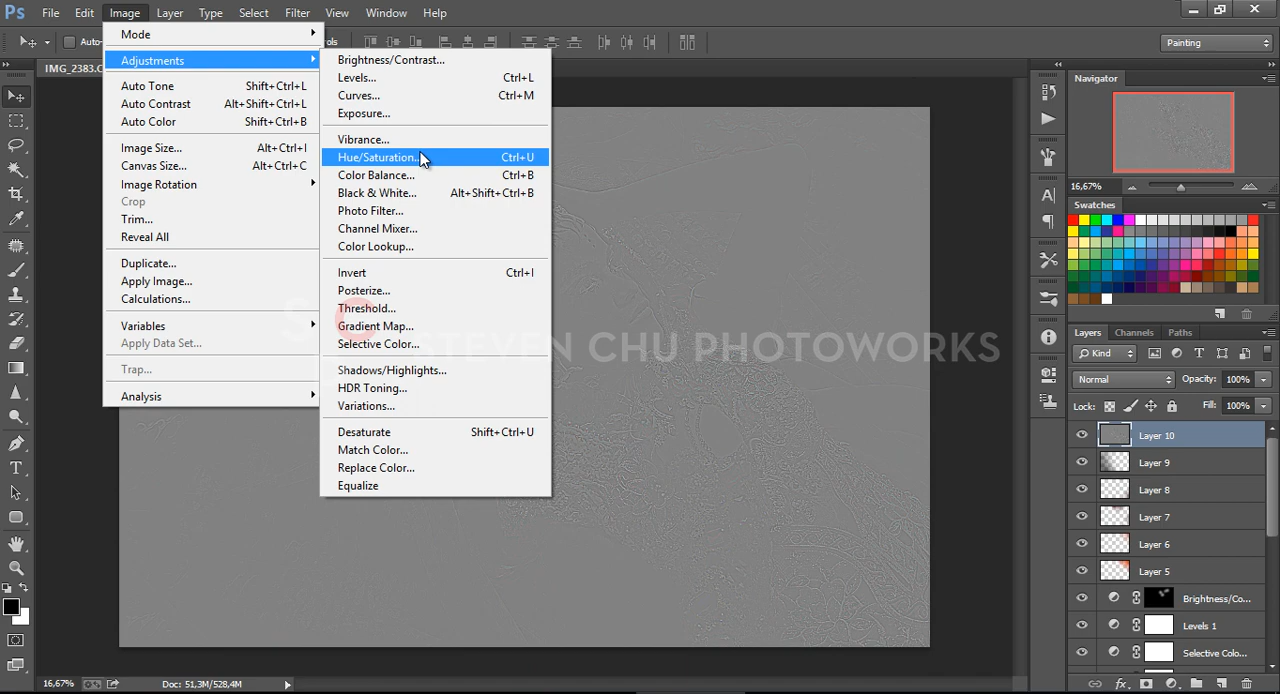 Ps File Edit Image Layer Type Select Filter View Window Help
Auto-
ols
Painting
IMG_2383.C
Mode
Adjustments
Auto Tone Shift+Ctrl+L
Auto Contrast Alt+Shift+Ctrl+L
Auto Color Shift+Ctrl+B
Image Size... Alt+Ctrl+I
Canvas Size... Alt+Ctrl+C
Image Rotation
Crop
Trim...
Reveal All
Duplicate...
Apply Image...
Calculations...
Variables
Apply Data Set...
Trap...
Analysis
Brightness/Contrast...
Levels... Ctrl+L
Curves... Ctrl+M
Exposure...
Vibrance...
Hue/Saturation... Ctrl+U
Color Balance... Ctrl+B
Black & White... Alt+Shift+Ctrl+B
Photo Filter...
Channel Mixer...
Color Lookup...
Invert Ctrl+I
Posterize...
Threshold...
Gradient Map...
Selective Color...
Shadows/Highlights...
HDR Toning...
Variations...
Desaturate Shift+Ctrl+U
Match Color...
Replace Color...
Equalize
STEVEN CHU PHOTOWORKS
Navigator
16,67%
Swatches
Layers Channels Paths
Kind
Normal Opacity: 100%
Lock: Fill: 100%
Layer 10
Layer 9
Layer 8
Layer 7
Layer 6
Layer 5
Brightness/Co...
Levels 1
Selective Colo...
16,67% Doc: 51,3M/528,4M